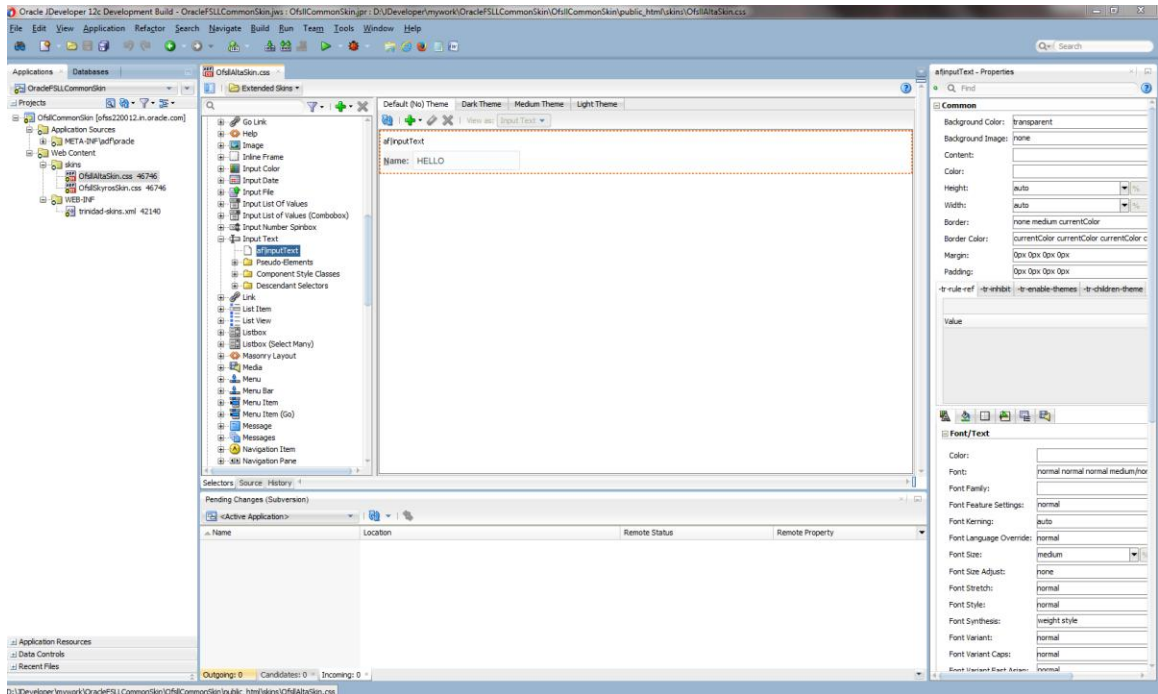 Oracle JDeveloper 12c Development Build - OracleFSLLCommonSkin.jws : OfsllCommonSkin.jpr : D:\JDeveloper\mywork\OracleFSLLCommonSkin\OfsllCommonSkin\public_html\skins\OfsllAltaSkin.css
File Edit View Application Refactor Search Navigate Build Run Team Tools Window Help
Search
Applications Databases
OracleFSLLCommonSkin
Projects
OfsllCommonSkin [ofss220012.in.oracle.com]
Application Sources
META-INF\adf\oracle
Web Content
skins
OfsllAltaSkin.css 46746
OfsllSkyrosSkin.css 46746
WEB-INF
trinidad-skins.xml 42140
Application Resources
Data Controls
Recent Files
OfsllAltaSkin.css
Extended Skins
Go Link
Help
Image
Inline Frame
Input Color
Input Date
Input File
Input List Of Values
Input List of Values (Combobox)
Input Number Spinbox
Input Text
af|inputText
Pseudo-Elements
Component Style Classes
Descendant Selectors
Link
List Item
List View
Listbox
Listbox (Select Many)
Masonry Layout
Media
Menu
Menu Bar
Menu Item
Menu Item (Go)
Message
Messages
Navigation Item
Navigation Pane
Selectors Source History
Default (No) Theme Dark Theme Medium Theme Light Theme
View as: Input Text
af|inputText
Name: HELLO
Pending Changes (Subversion)
<Active Application>
Name Location Remote Status Remote Property
Outgoing: 0 Candidates: 0 Incoming: 0
af|inputText - Properties
Find
Common
Background Color: transparent
Background Image: none
Content:
Color:
Height: auto
Width: auto
Border: none medium currentColor
Border Color: currentColor currentColor currentColor c
Margin: 0px 0px 0px 0px
Padding: 0px 0px 0px 0px
-tr-rule-ref -tr-inhibit -tr-enable-themes -tr-children-theme
Value
Font/Text
Color:
Font: normal normal normal medium/nor
Font Family:
Font Feature Settings: normal
Font Kerning: auto
Font Language Override: normal
Font Size: medium
Font Size Adjust: none
Font Stretch: normal
Font Style: normal
Font Synthesis: weight style
Font Variant: normal
Font Variant Caps: normal
Font Variant East Asian: normal
D:\JDeveloper\mywork\OracleFSLLCommonSkin\OfsllCommonSkin\public_html\skins\OfsllAltaSkin.css